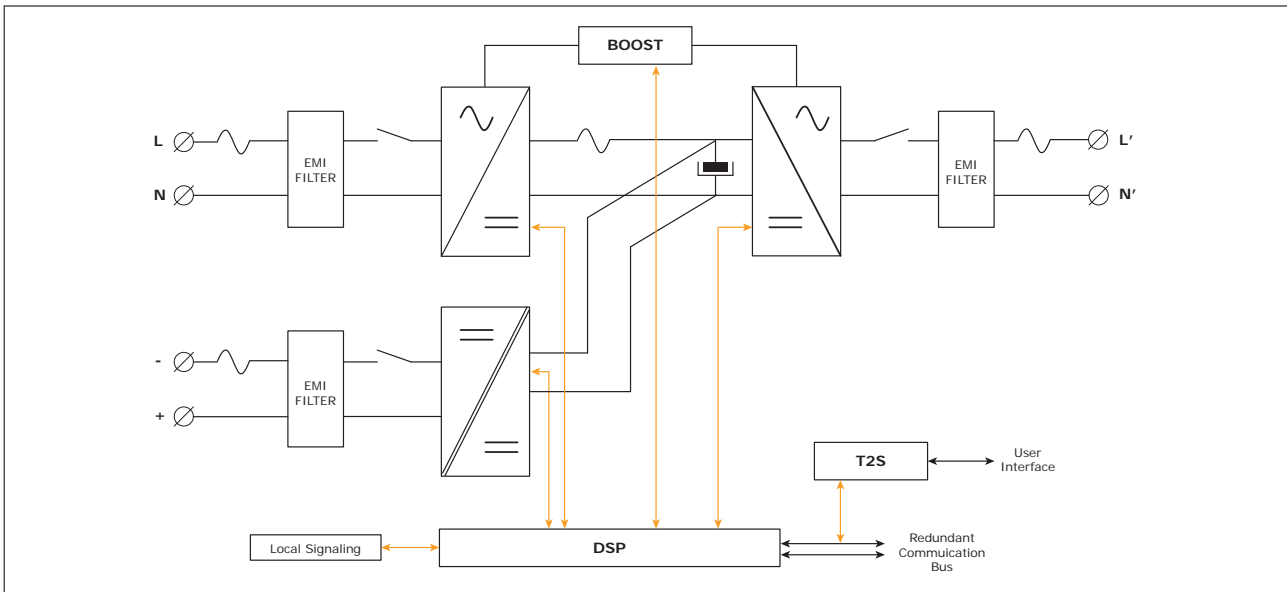 BOOST
L
EMI
FILTER
N
EMI
FILTER
L'
N'
-
EMI
FILTER
+
T2S
User
Interface
Local Signaling
DSP
Redundant
Commuication
Bus